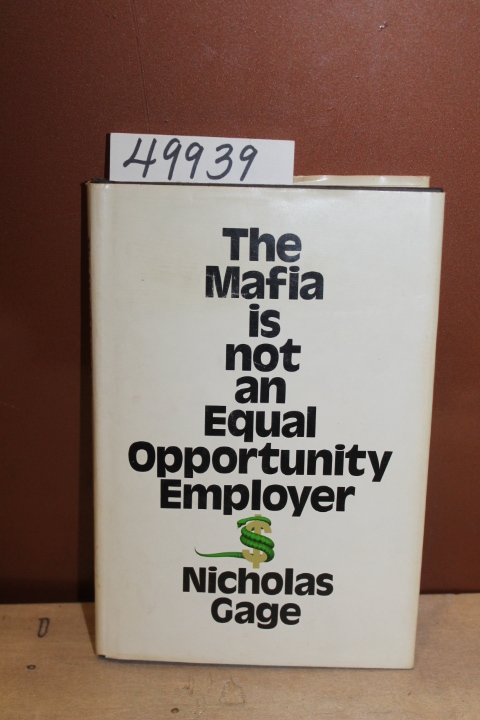 49939
The
Mafia
is
not
an
Equal
Opportunity
Employer
$
Nicholas
Gage
D